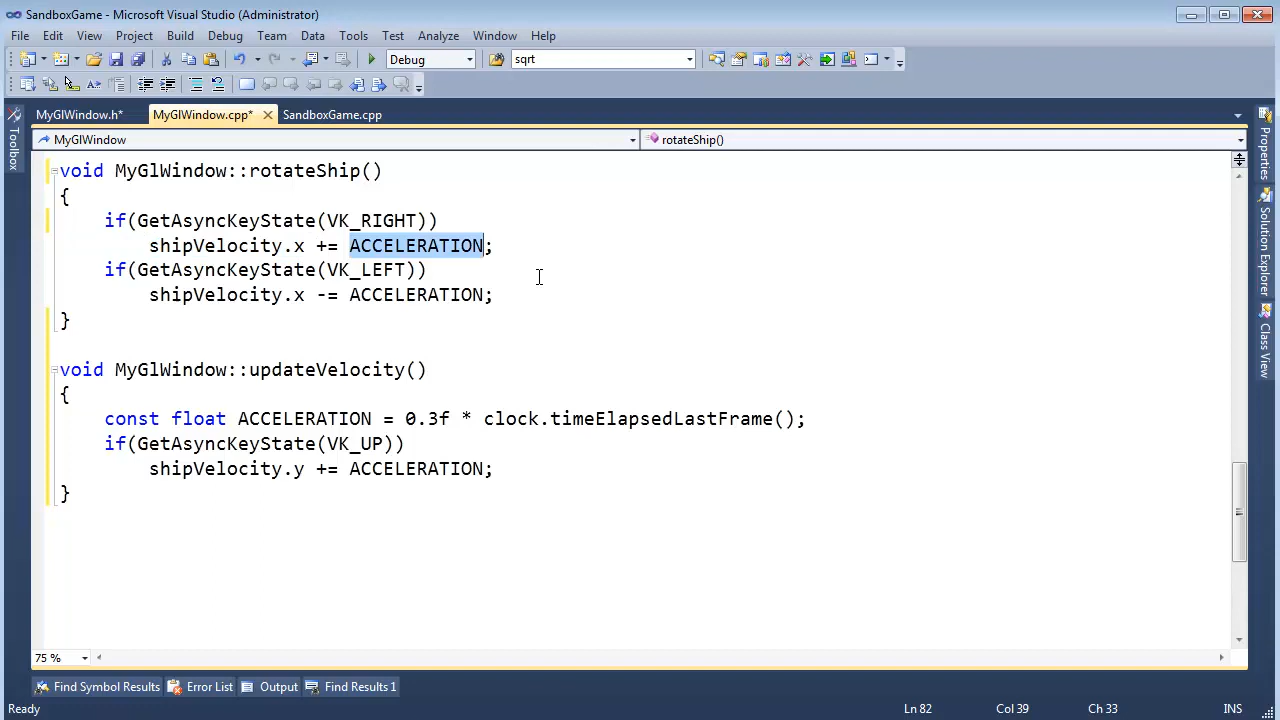 SandboxGame - Microsoft Visual Studio (Administrator)
File Edit View Project Build Debug Team Data Tools Test Analyze Window Help
Debug sqrt
MyGlWindow.h* MyGlWindow.cpp* SandboxGame.cpp
MyGlWindow rotateShip()
Toolbox
void MyGlWindow::rotateShip()
{
if(GetAsyncKeyState(VK_RIGHT))
shipVelocity.x += ACCELERATION;
if(GetAsyncKeyState(VK_LEFT))
shipVelocity.x -= ACCELERATION;
}
void MyGlWindow::updateVelocity()
{
const float ACCELERATION = 0.3f * clock.timeElapsedLastFrame();
if(GetAsyncKeyState(VK_UP))
shipVelocity.y += ACCELERATION;
}
Properties
Solution Explorer
Class View
75 %
Find Symbol Results Error List Output Find Results 1
Ready Ln 82 Col 39 Ch 33 INS